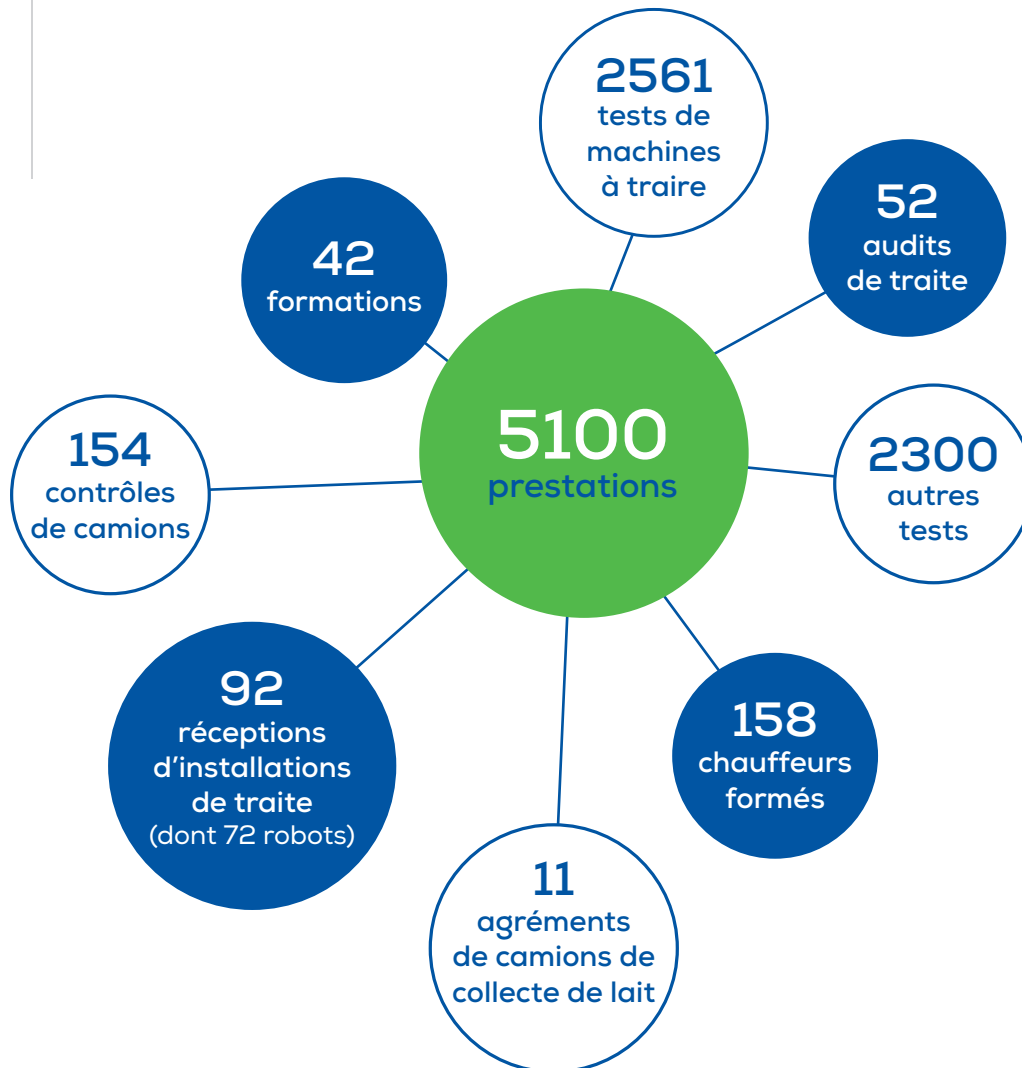 2561
tests de
machines
à traire
52
audits
de traite
42
formations
5100
prestations
154
contrôles
de camions
2300
autres
tests
92
réceptions
d’installations
de traite
(dont 72 robots)
158
chauffeurs
formés
11
agréments
de camions de
collecte de lait